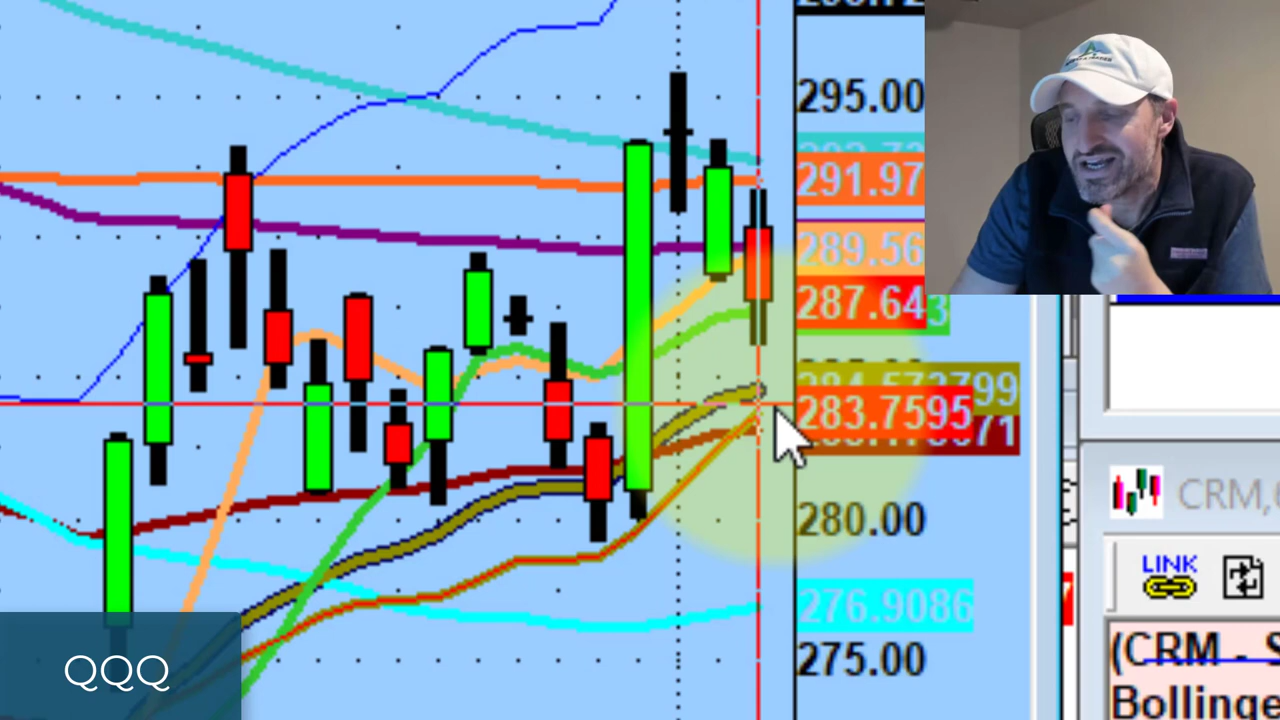 295.00
291.97
289.56
287.64
283.7595
280.00
276.9086
275.00
LINK
(CRM - S
Bollinge
CRM,
QQQ